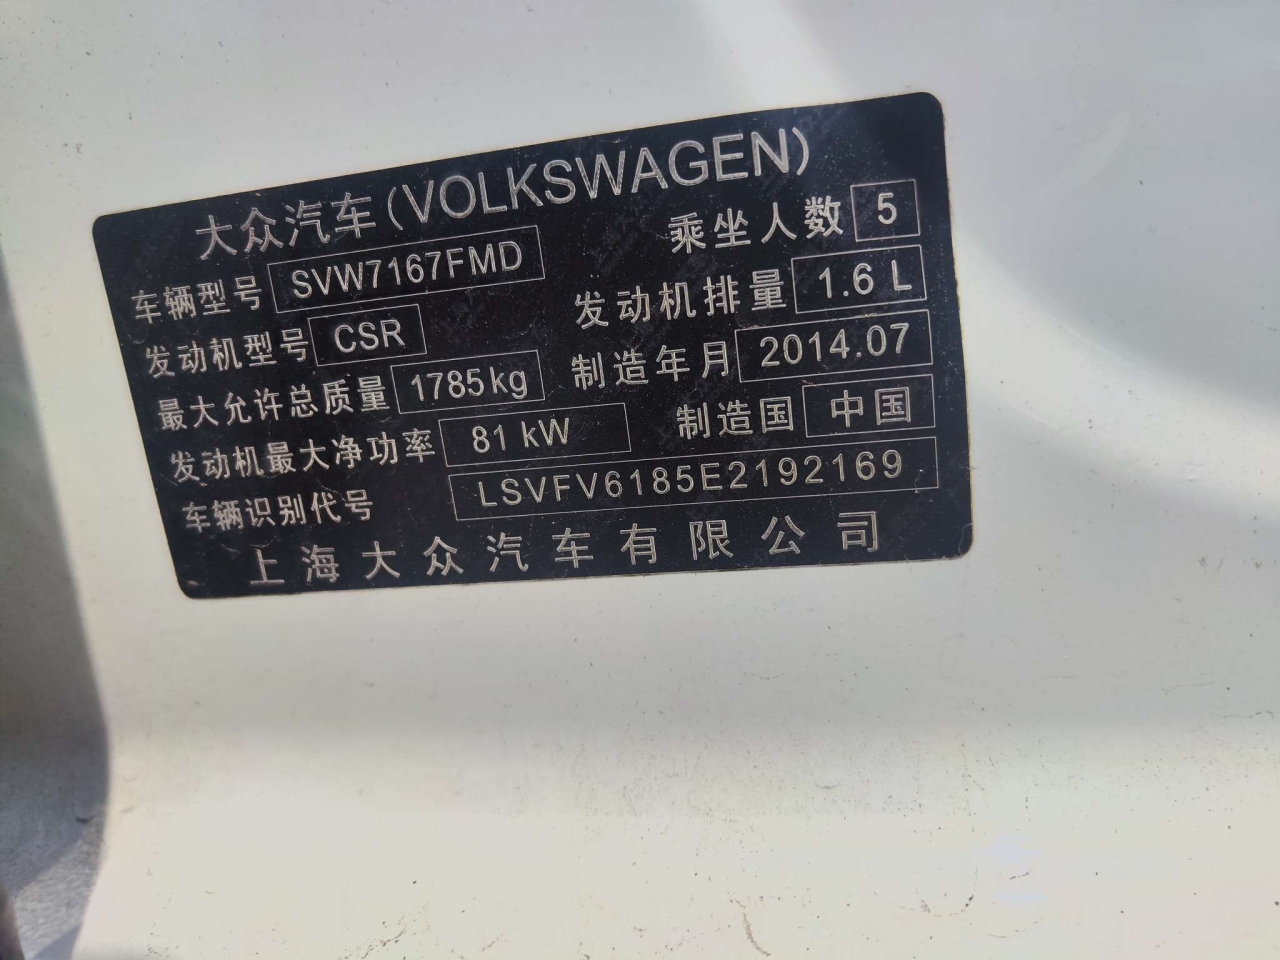 大众汽车(VOLKSWAGEN)
车辆型号 SVW7167FMD 乘坐人数 5
发动机型号 CSR 发动机排量 1.6 L
最大允许总质量 1785kg 制造年月 2014.07
发动机最大净功率 81 kW 制造国 中国
车辆识别代号 LSVFV6185E2192169
上海大众汽车有限公司